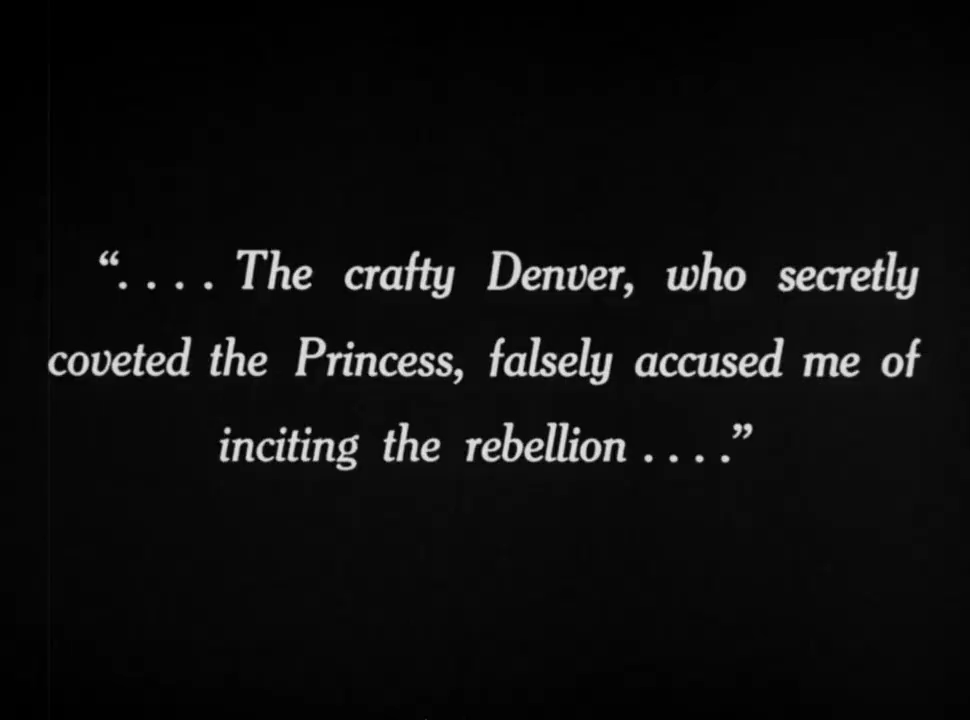 “. . . . The crafty Denver, who secretly
coveted the Princess, falsely accused me of
inciting the rebellion . . . .”